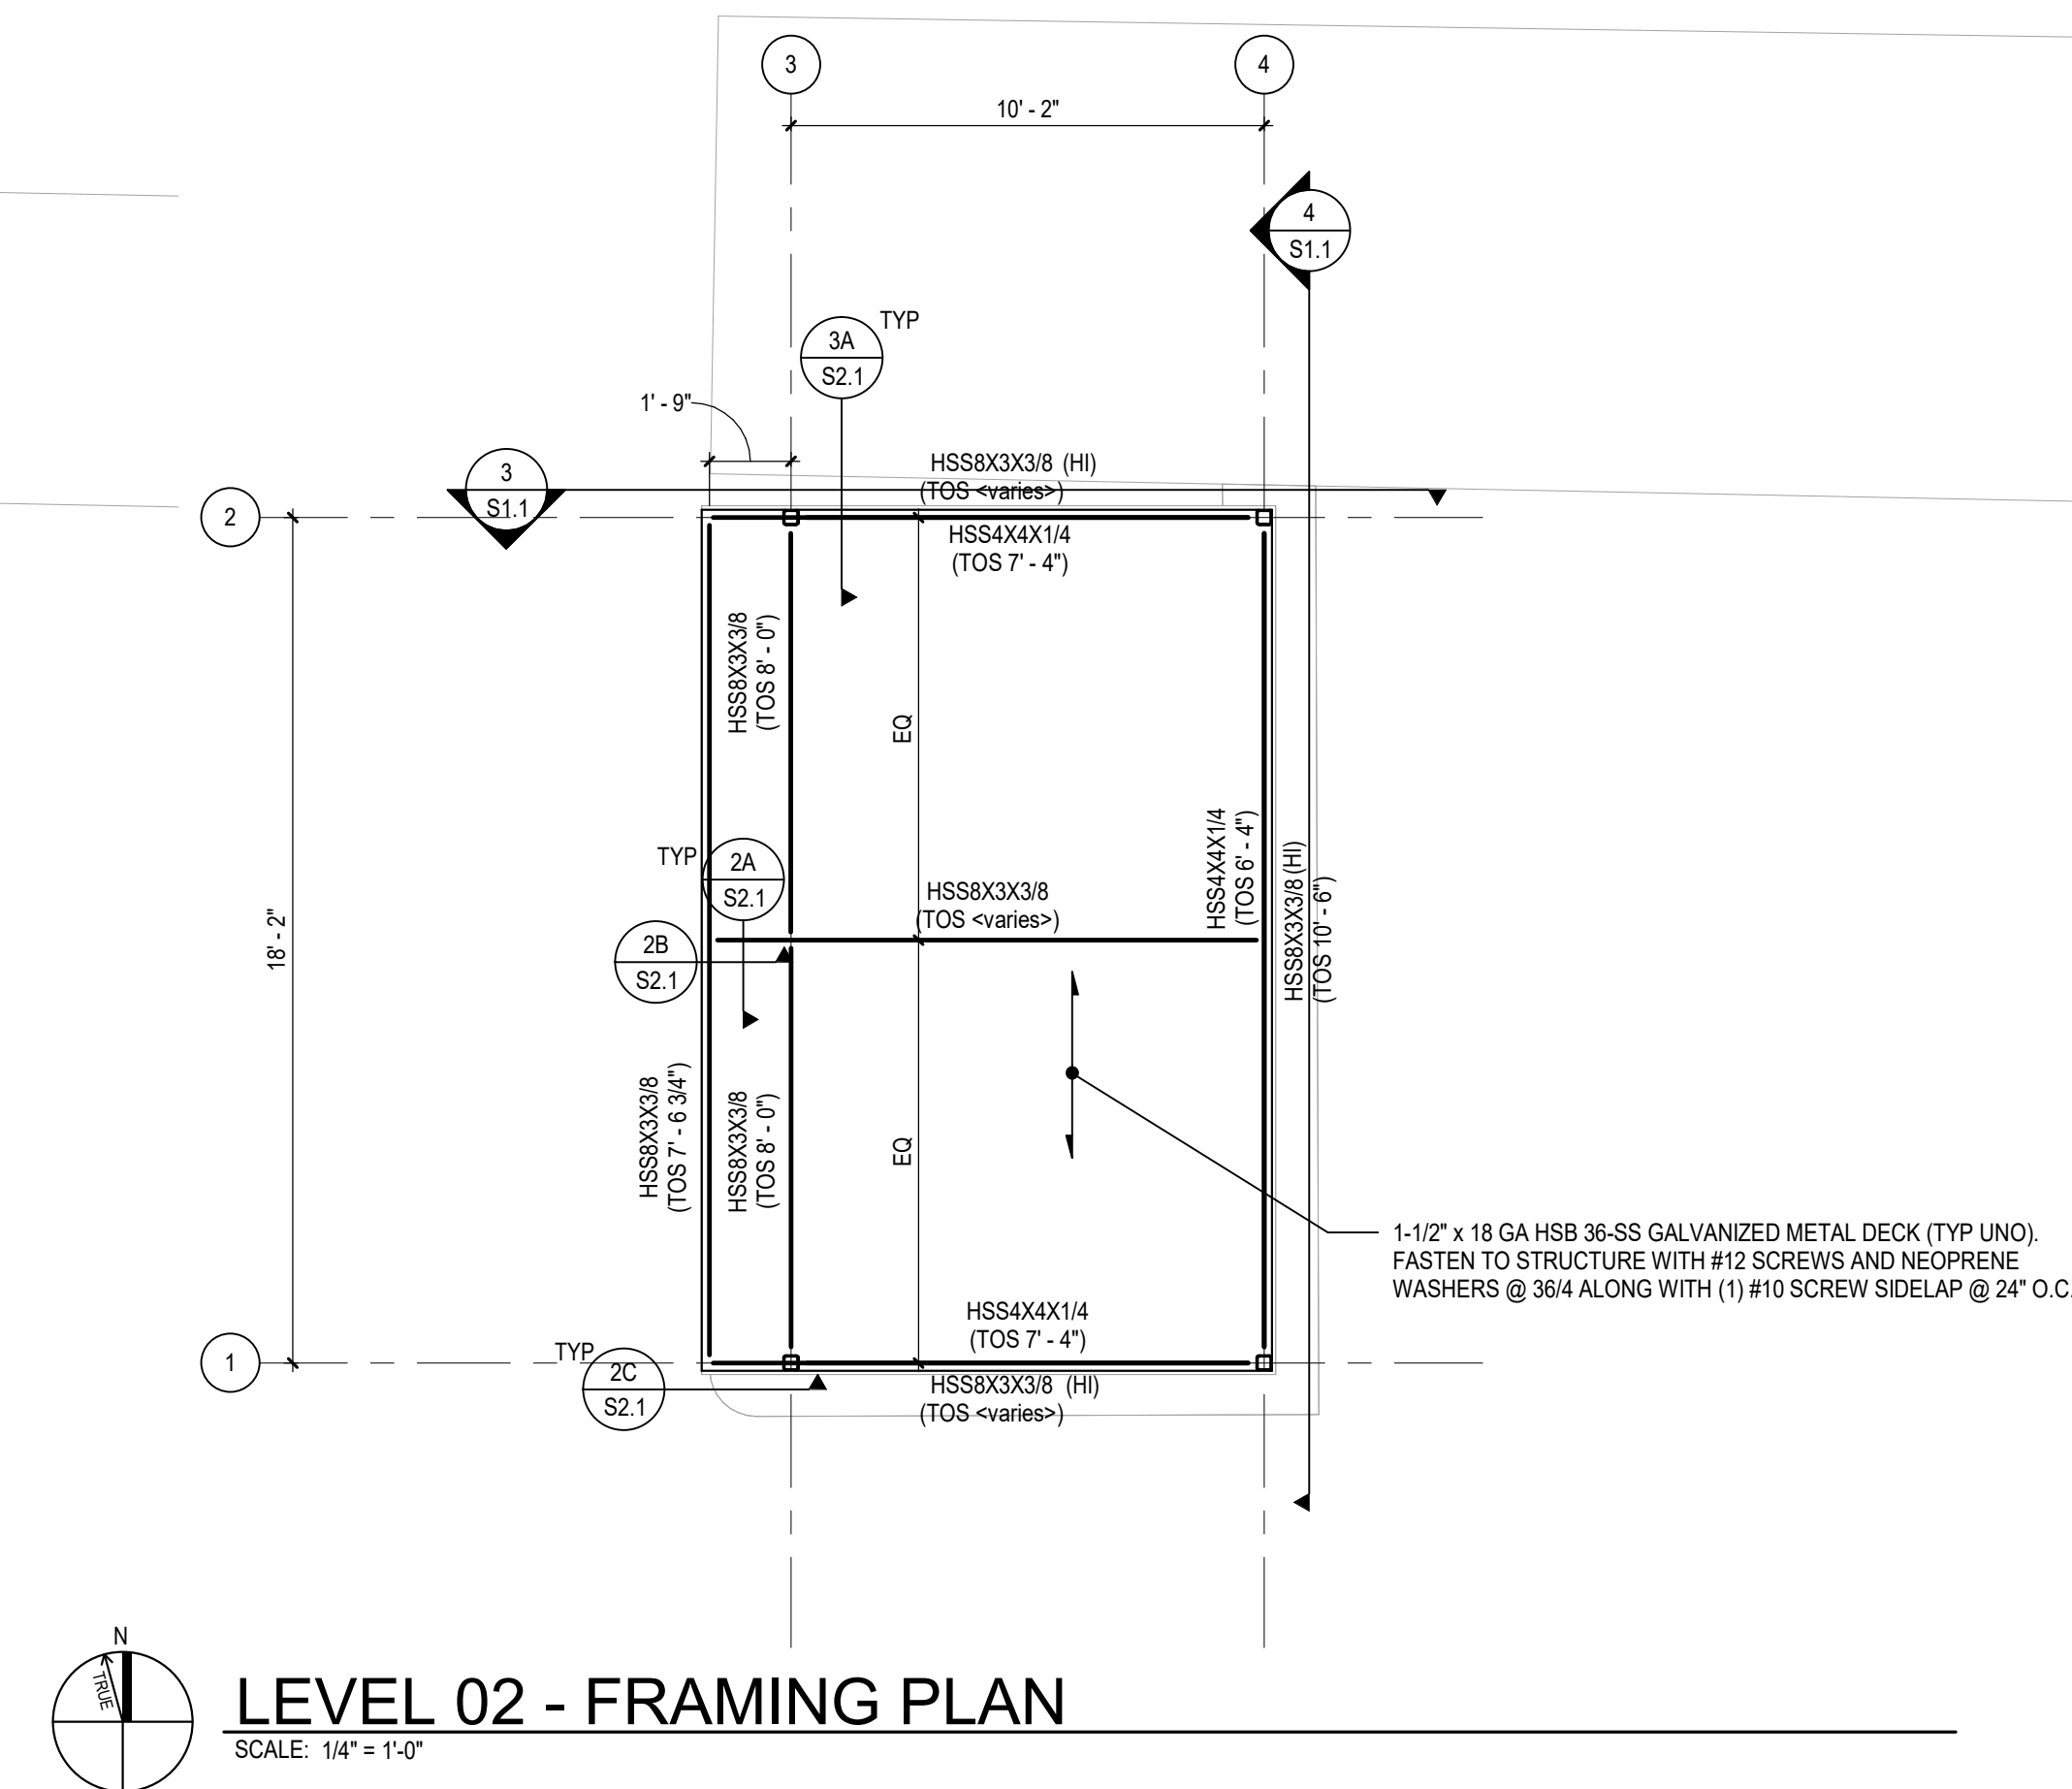 3
4
10' - 2"
4
S1.1
TYP
3A
S2.1
1' - 9"
3
S1.1
HSS8X3X3/8 (HI)
(TOS <varies>)
2
HSS4X4X1/4
(TOS 7' - 4")
HSS8X3X3/8
(TOS 8' - 0")
EQ
TYP
2A
S2.1
HSS8X3X3/8
(TOS <varies>)
HSS4X4X1/4
(TOS 6' - 4")
HSS8X3X3/8 (HI)
(TOS 10' - 6")
18' - 2"
2B
S2.1
HSS8X3X3/8
(TOS 7' - 6 3/4")
HSS8X3X3/8
(TOS 8' - 0")
EQ
1-1/2" x 18 GA HSB 36-SS GALVANIZED METAL DECK (TYP UNO).
FASTEN TO STRUCTURE WITH #12 SCREWS AND NEOPRENE
WASHERS @ 36/4 ALONG WITH (1) #10 SCREW SIDELAP @ 24" O.C.
HSS4X4X1/4
(TOS 7' - 4")
1
TYP
2C
S2.1
HSS8X3X3/8 (HI)
(TOS <varies>)
N
TRUE
LEVEL 02 - FRAMING PLAN
SCALE: 1/4" = 1'-0"